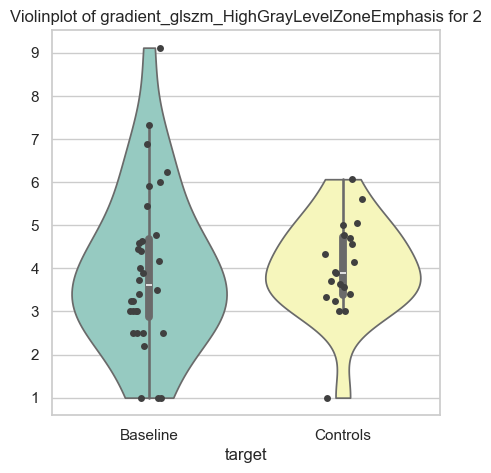 Violinplot of gradient_glszm_HighGrayLevelZoneEmphasis for 2
9
8
7
6
5
4
3
2
1
Baseline
Controls
target